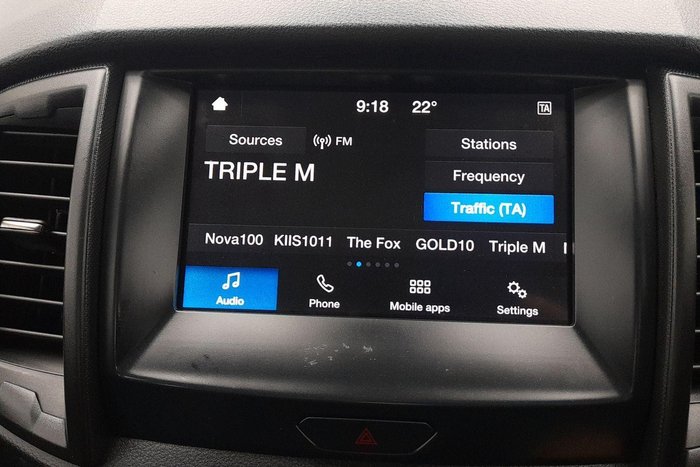 9:18 22° TA
Sources FM Stations
TRIPLE M Frequency
Traffic (TA)
Nova100 KIIS1011 The Fox GOLD10 Triple M
Audio Phone Mobile apps Settings